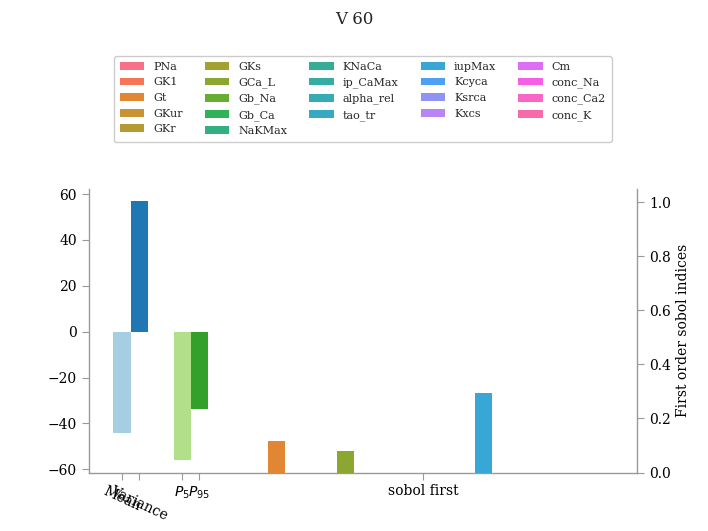 V 60
PNa
GK1
Gt
GKur
GKr
GKs
GCa_L
Gb_Na
Gb_Ca
NaKMax
KNaCa
ip_CaMax
alpha_rel
tao_tr
iupMax
Kcyca
Ksrca
Kxcs
Cm
conc_Na
conc_Ca2
conc_K
60
40
20
0
−20
−40
−60
1.0
0.8
0.6
0.4
0.2
0.0
First order sobol indices
Mean
Variance
P5
P95
sobol first